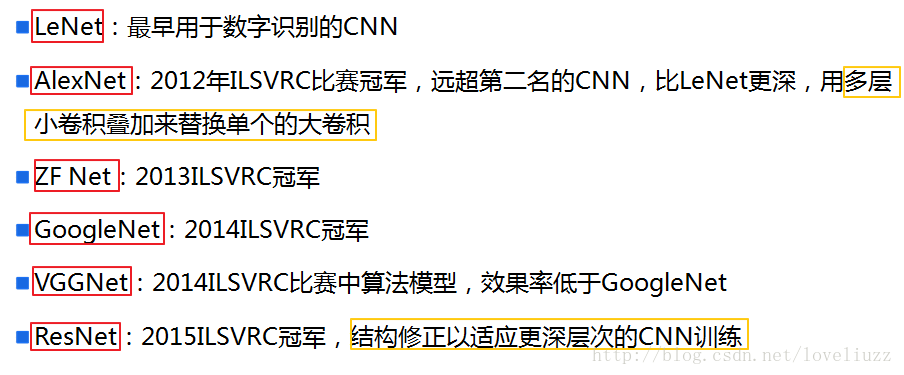 LeNet：最早用于数字识别的CNN
AlexNet：2012年ILSVRC比赛冠军，远超第二名的CNN，比LeNet更深，用多层
小卷积叠加来替换单个的大卷积
ZF Net：2013ILSVRC冠军
GoogleNet：2014ILSVRC冠军
VGGNet：2014ILSVRC比赛中算法模型，效果率低于GoogleNet
ResNet：2015ILSVRC冠军，结构修正以适应更深层次的CNN训练
http://blog.csdn.net/loveliuzz